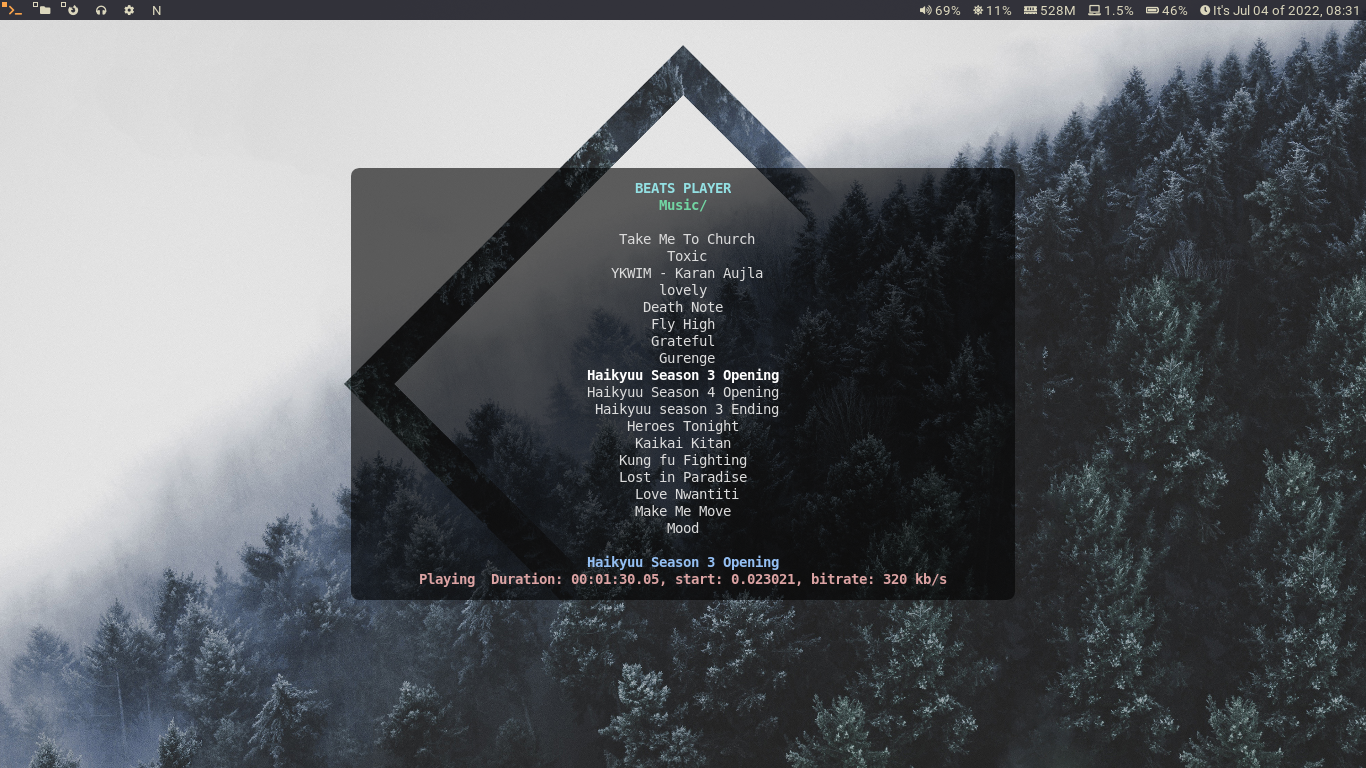 N
69% 11% 528M 1.5% 46% It's Jul 04 of 2022, 08:31
BEATS PLAYER
Music/
Take Me To Church
Toxic
YKWIM - Karan Aujla
lovely
Death Note
Fly High
Grateful
Gurenge
Haikyuu Season 3 Opening
Haikyuu Season 4 Opening
Haikyuu season 3 Ending
Heroes Tonight
Kaikai Kitan
Kung fu Fighting
Lost in Paradise
Love Nwantiti
Make Me Move
Mood
Haikyuu Season 3 Opening
Playing Duration: 00:01:30.05, start: 0.023021, bitrate: 320 kb/s